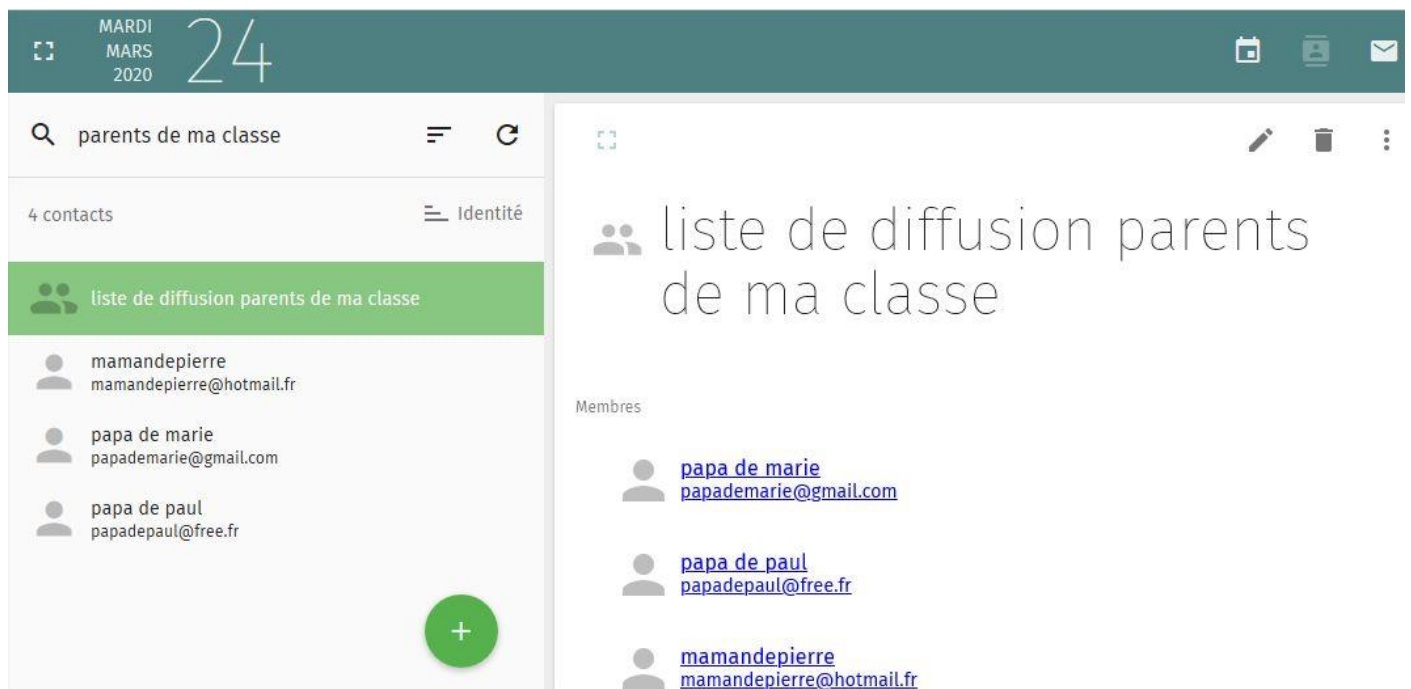 MARDI
MARS
2020
24
parents de ma classe
4 contacts
Identité
liste de diffusion parents de ma classe
mamandepierre
mamandepierre@hotmail.fr
papa de marie
papademarie@gmail.com
papa de paul
papadepaul@free.fr
liste de diffusion parents
de ma classe
Membres
papa de marie
papademarie@gmail.com
papa de paul
papadepaul@free.fr
mamandepierre
mamandepierre@hotmail.fr